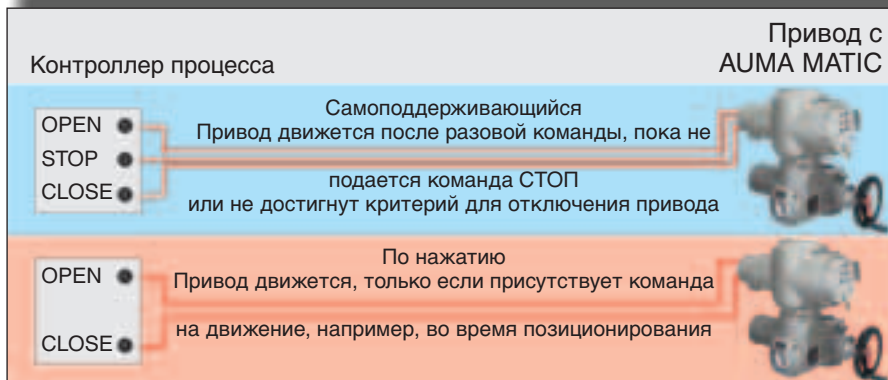 Контроллер процесса
Привод с
AUMA MATIC
OPEN
STOP
CLOSE
Самоподдерживающийся
Привод движется после разовой команды, пока не
подается команда СТОП
или не достигнут критерий для отключения привода
OPEN
CLOSE
По нажатию
Привод движется, только если присутствует команда
на движение, например, во время позиционирования